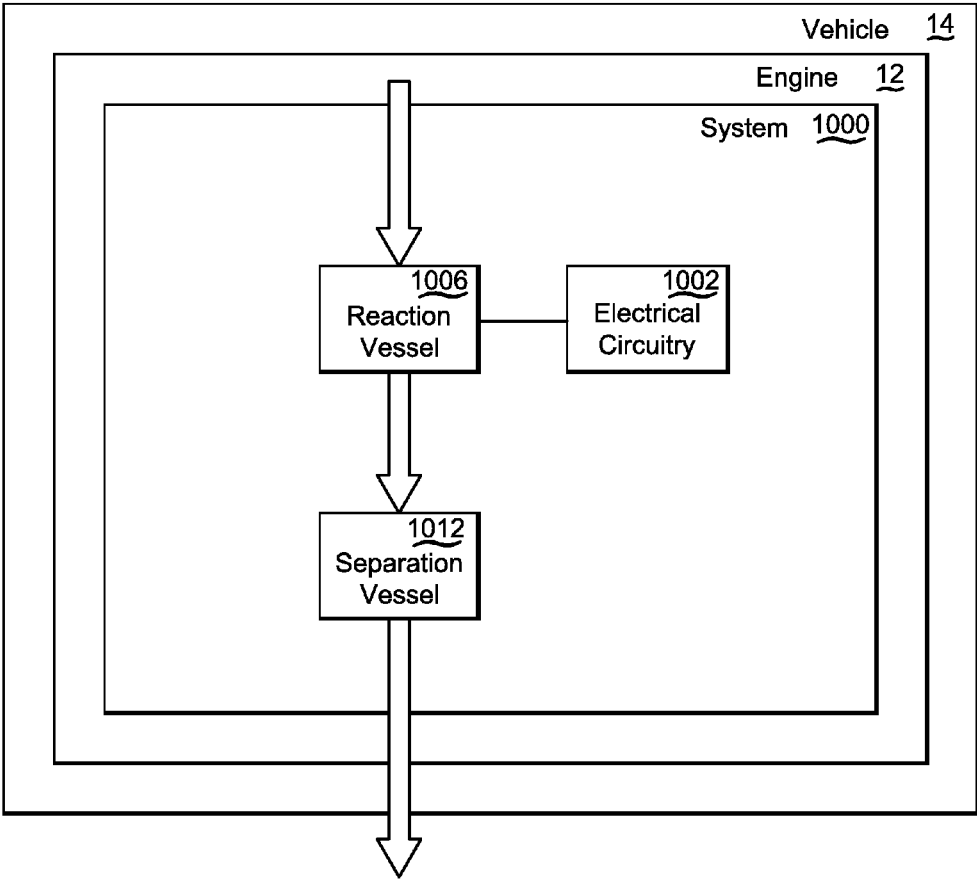 Vehicle 14
Engine 12
System 1000
1006
Reaction
Vessel
1002
Electrical
Circuitry
1012
Separation
Vessel